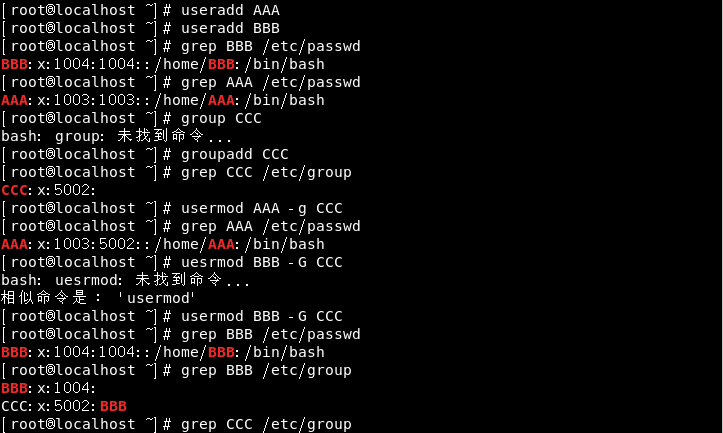 [root@localhost ~]# useradd AAA
[root@localhost ~]# useradd BBB
[root@localhost ~]# grep BBB /etc/passwd
BBB:x:1004:1004::/home/BBB:/bin/bash
[root@localhost ~]# grep AAA /etc/passwd
AAA:x:1003:1003::/home/AAA:/bin/bash
[root@localhost ~]# group CCC
bash: group: 未找到命令...
[root@localhost ~]# groupadd CCC
[root@localhost ~]# grep CCC /etc/group
CCC:x:5002:
[root@localhost ~]# usermod AAA -g CCC
[root@localhost ~]# grep AAA /etc/passwd
AAA:x:1003:5002::/home/AAA:/bin/bash
[root@localhost ~]# uesrmod BBB -G CCC
bash: uesrmod: 未找到命令...
相似命令是： 'usermod'
[root@localhost ~]# usermod BBB -G CCC
[root@localhost ~]# grep BBB /etc/passwd
BBB:x:1004:1004::/home/BBB:/bin/bash
[root@localhost ~]# grep BBB /etc/group
BBB:x:1004:
CCC:x:5002:BBB
[root@localhost ~]# grep CCC /etc/group